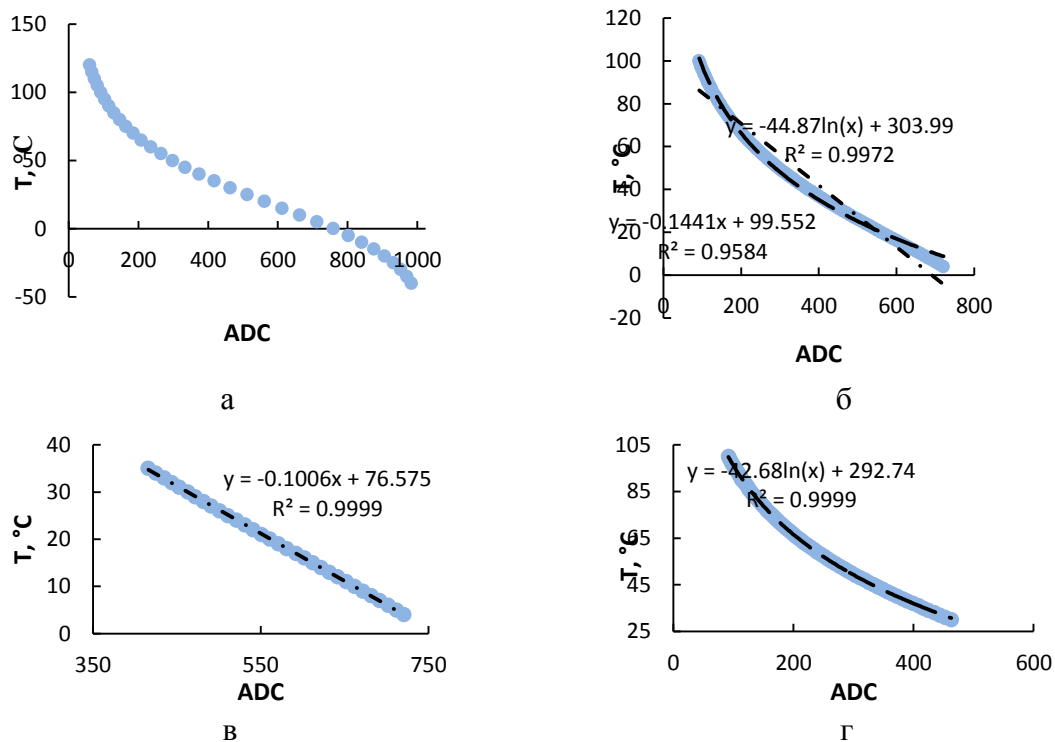 150
100
50
0
-50
0
200
400
600
800
1000
T, °C
ADC
а
120
100
80
60
40
20
0
-20
0
200
400
600
800
T, °C
y = -44.87ln(x) + 303.99
R² = 0.9972
y = -0.1441x + 99.552
R² = 0.9584
ADC
б
40
30
20
10
0
350
550
750
T, °C
y = -0.1006x + 76.575
R² = 0.9999
ADC
в
105
85
65
45
25
0
200
400
600
T, °C
y = -42.68ln(x) + 292.74
R² = 0.9999
ADC
г